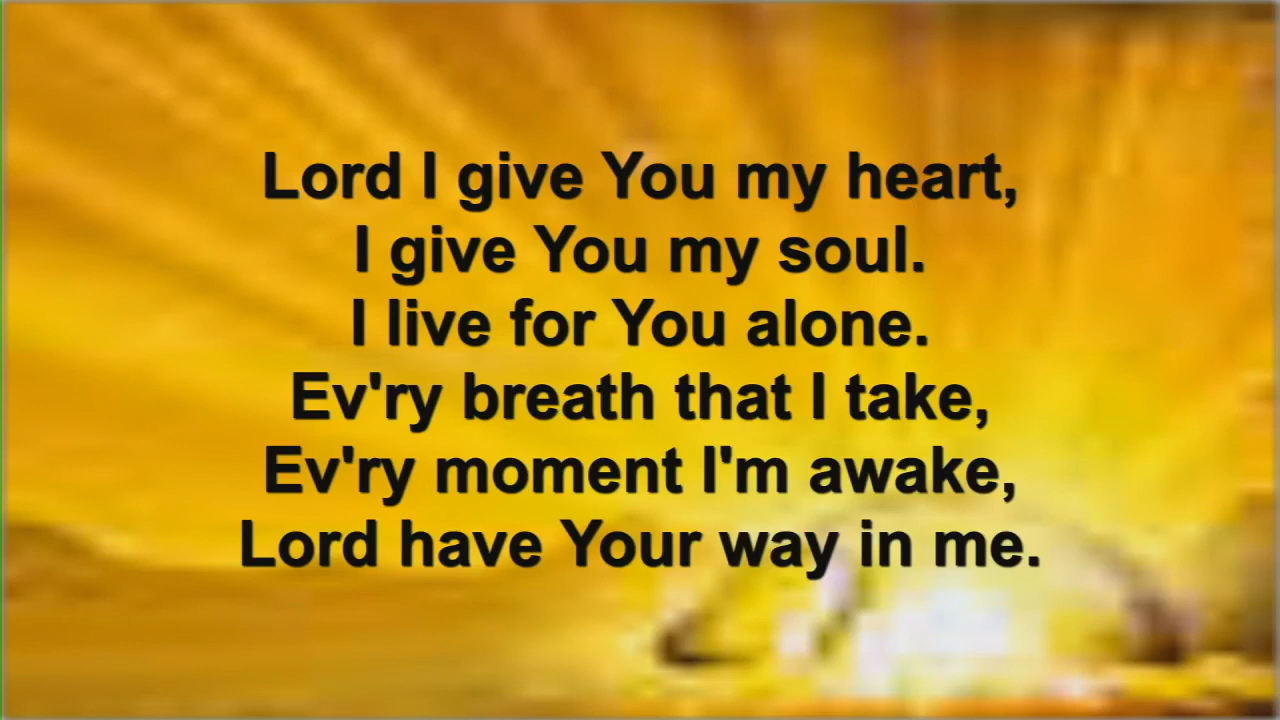 Lord I give You my heart,
I give You my soul.
I live for You alone.
Ev'ry breath that I take,
Ev'ry moment I'm awake,
Lord have Your way in me.